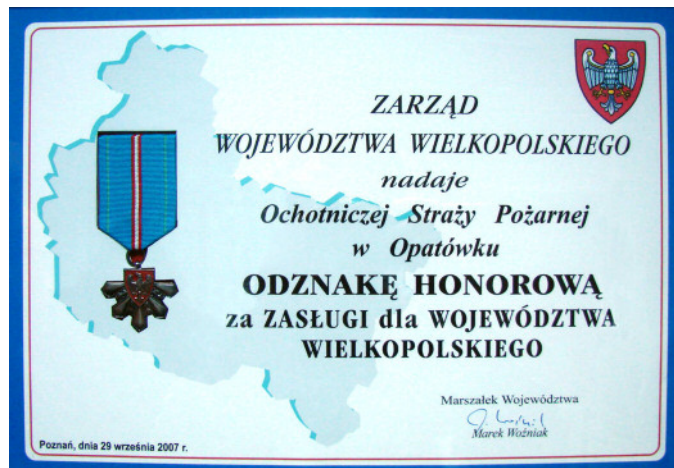 ZARZĄD
WOJEWÓDZTWA WIELKOPOLSKIEGO
nadaje
Ochotniczej Straży Pożarnej
w Opatówku
ODZNAKĘ HONOROWĄ
za ZASŁUGI dla WOJEWÓDZTWA
WIELKOPOLSKIEGO
Marszałek Województwa
Marek Woźniak
Poznań, dnia 29 września 2007 r.